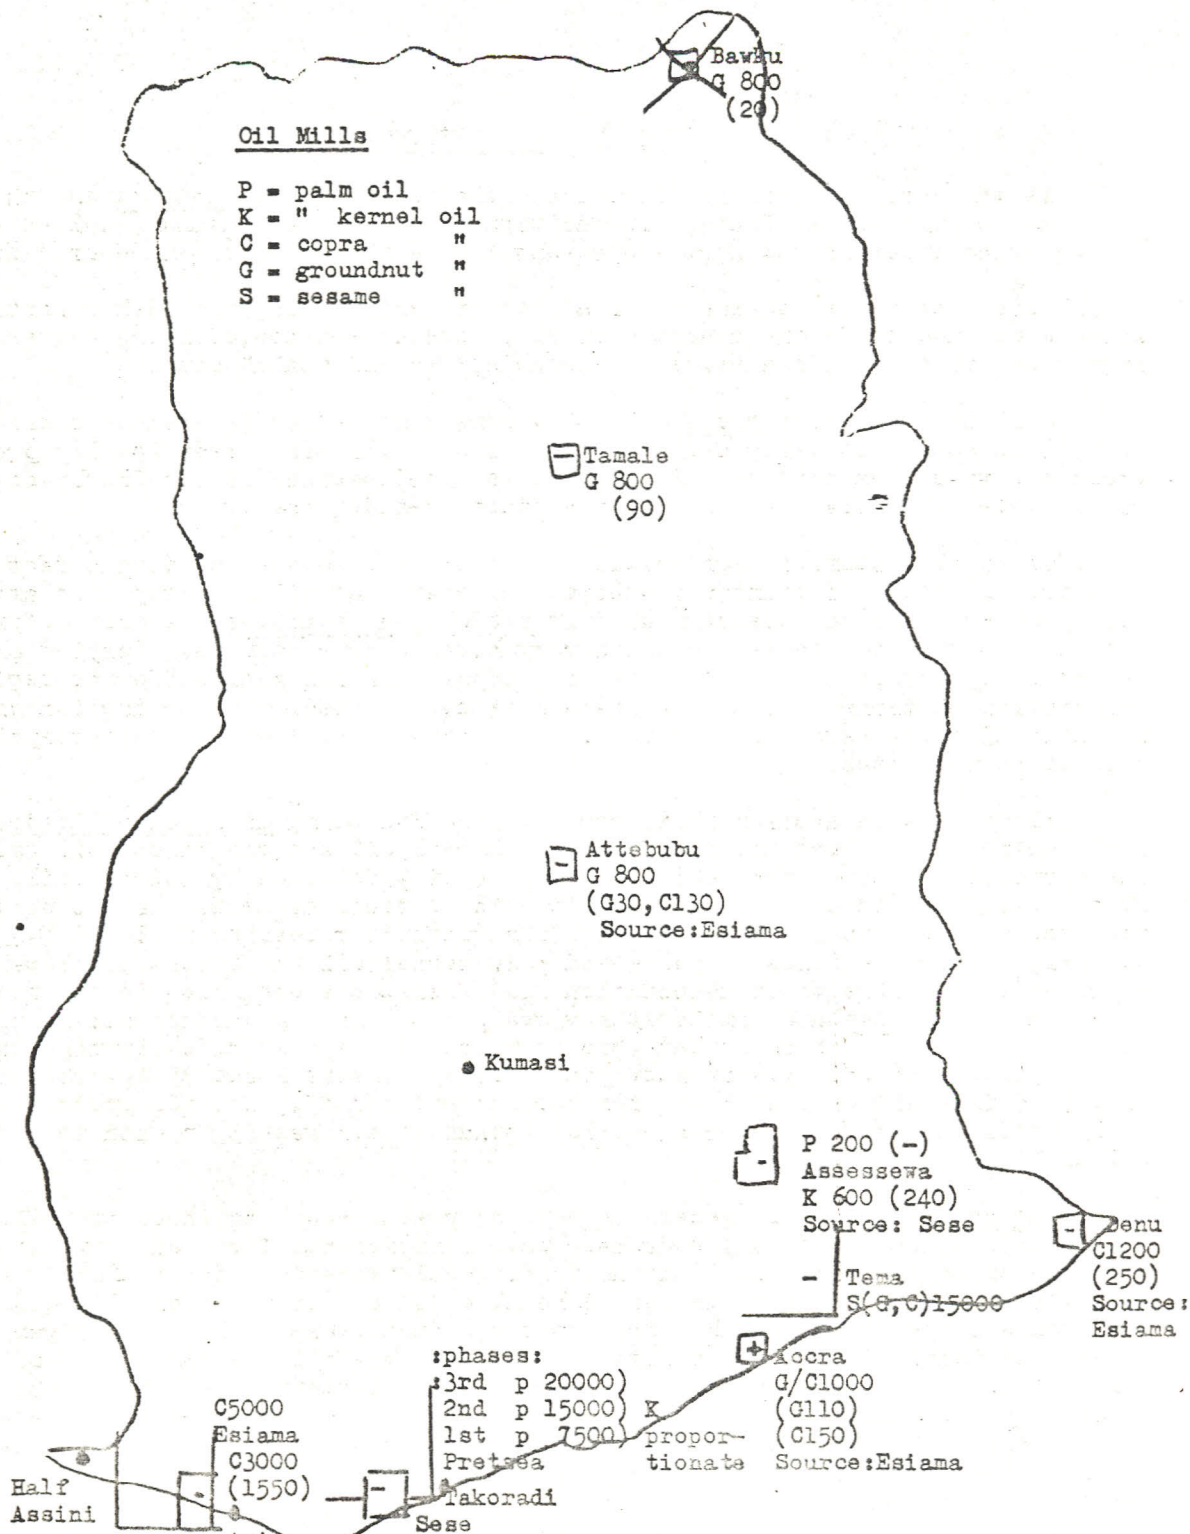 Bawku
G 800
(20)
Oil Mills
P = palm oil
K = " kernel oil
C = copra "
G = groundnut "
S = sesame "
Tamale
G 800
(90)
Attebubu
G 800
(G30,C130)
Source:Esiama
Kumasi
P 200 (-)
Assessewa
K 600 (240)
Source: Sese
Denu
C1200
(250)
Source:
Esiama
- Tema
S(G,C)15000
Accra
G/C1000
(G110)
(C150)
Source:Esiama
:phases:
:3rd p 20000)
2nd p 15000) K
1st p 7500) propor-
Pretsea tionate
Takoradi
Sese
C5000
Esiama
C3000
(1550)
Half
Assini